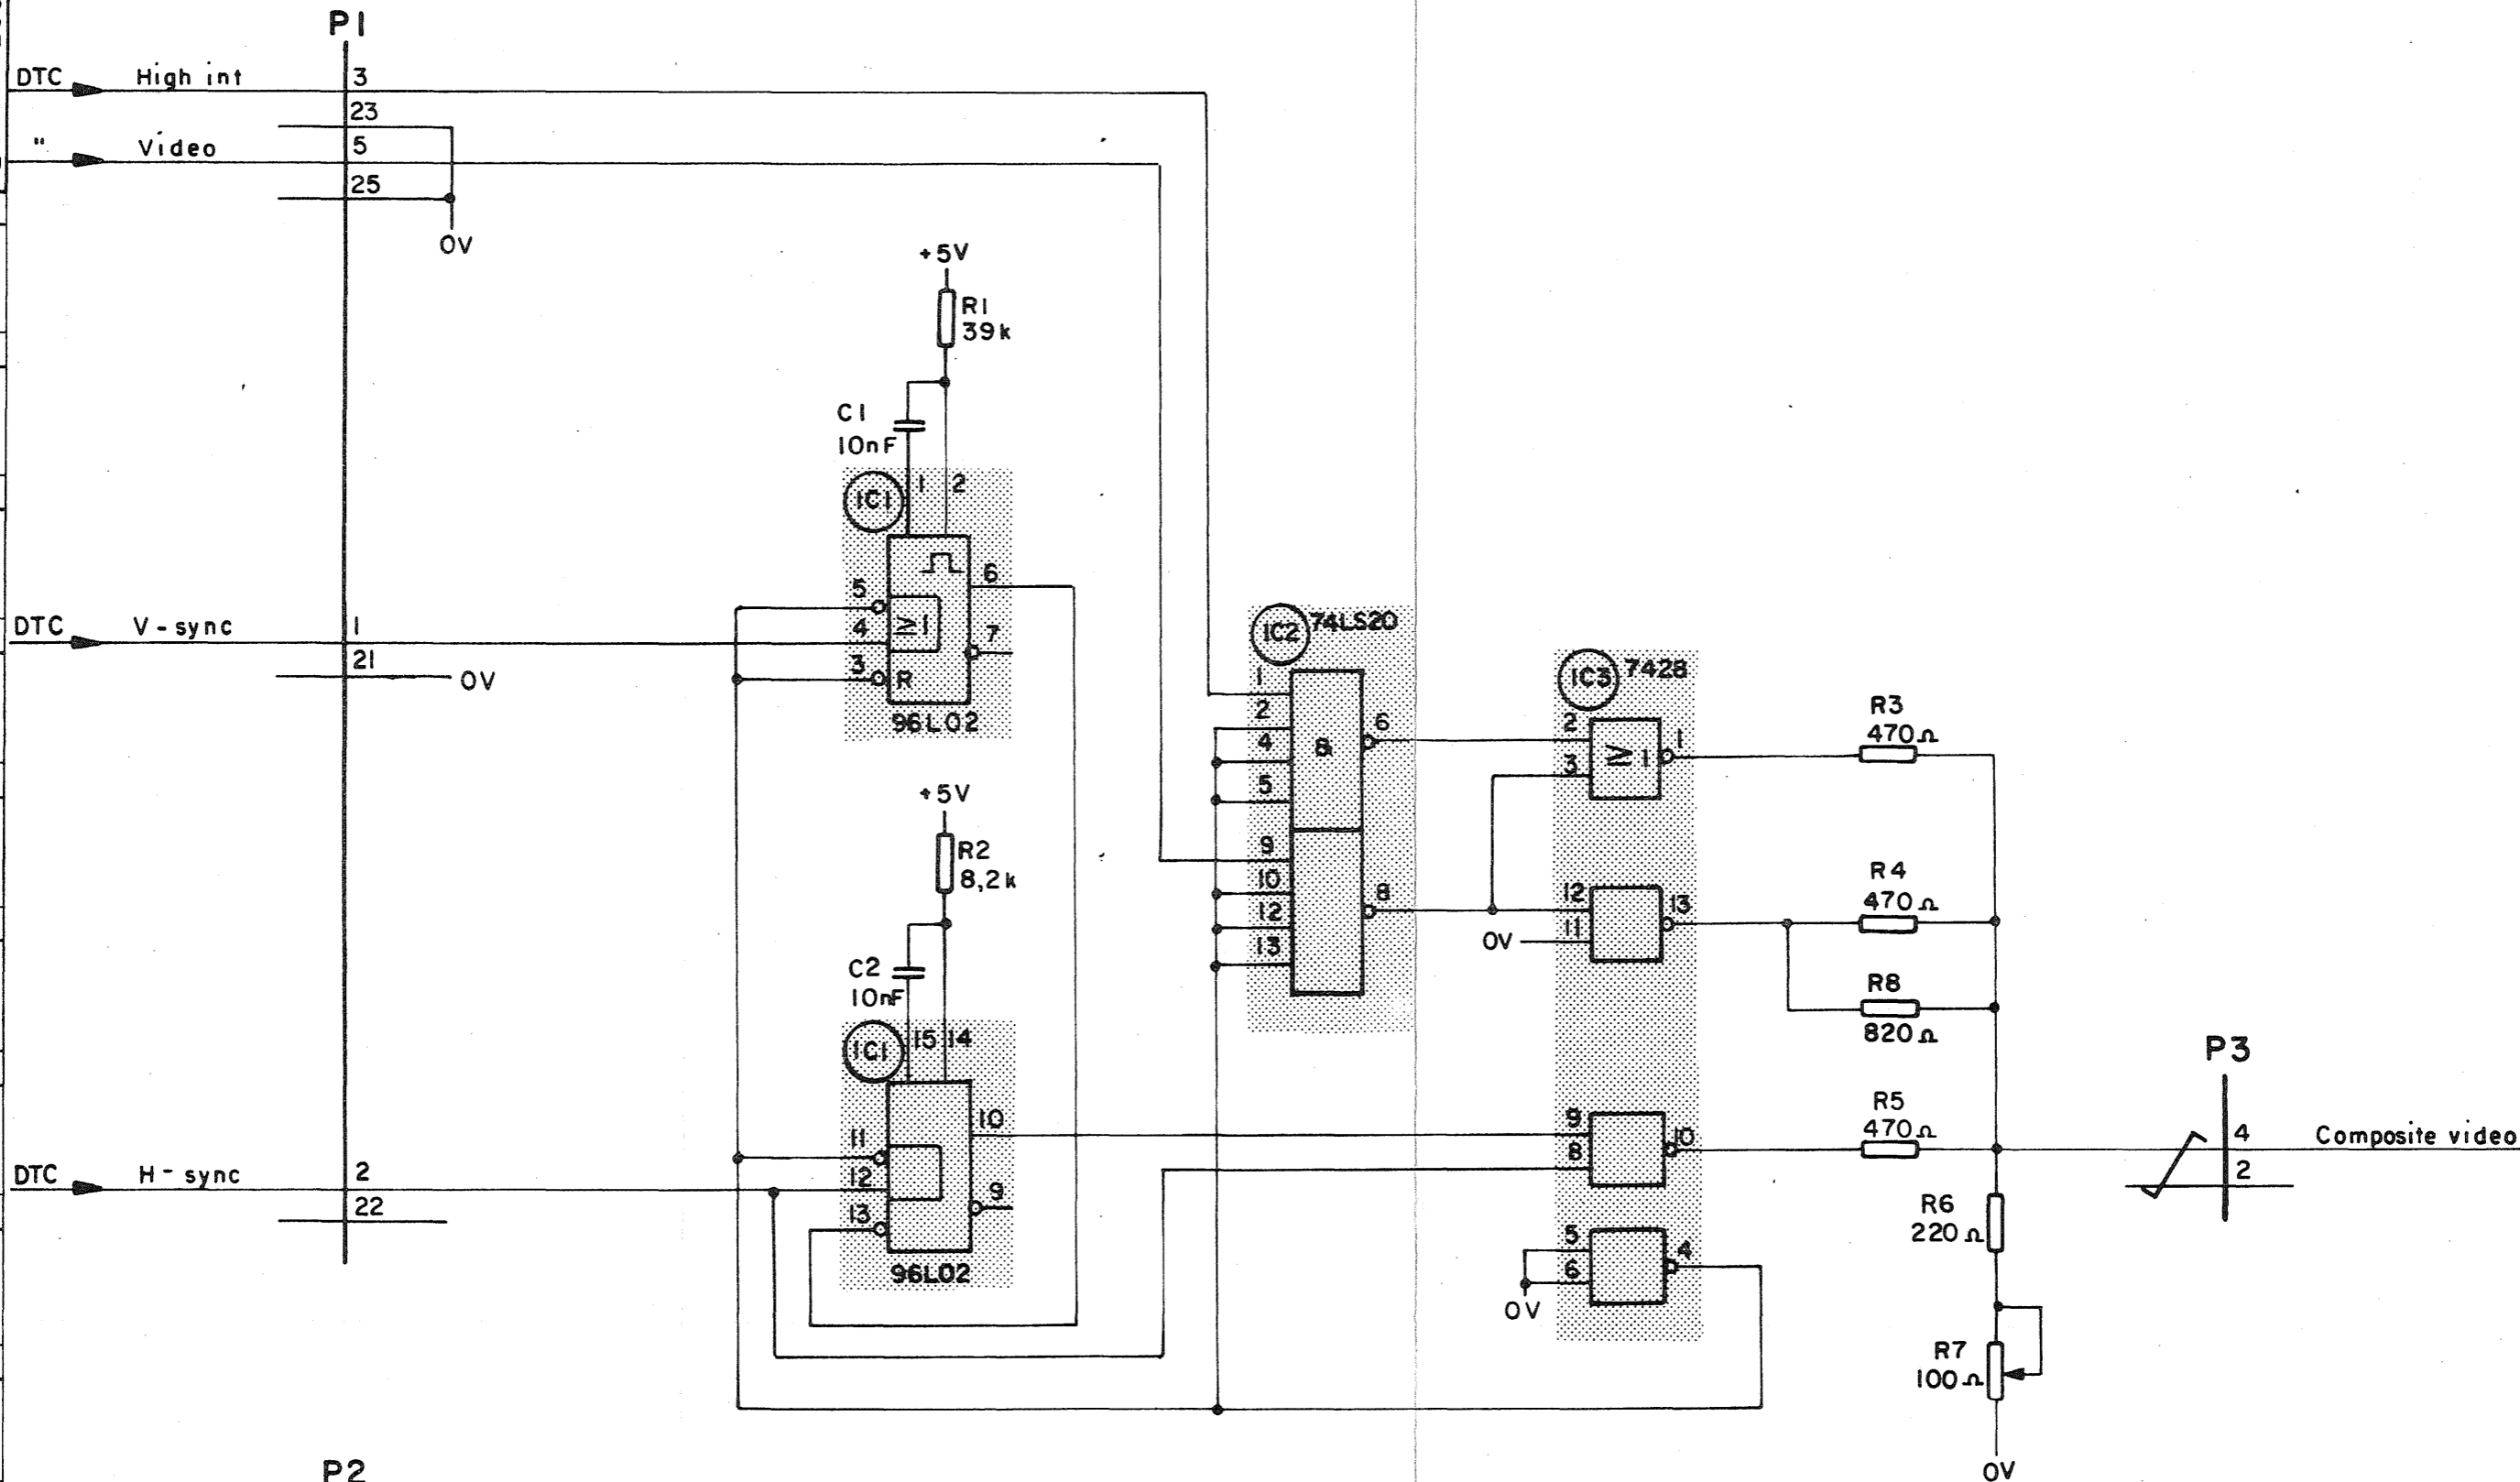 P1
DTC High int 3
23
" Video 5
25
0V
+5V
R1
39k
C1
10nF
IC1 1 2
5 6
≥1
DTC V-sync 1 4 7
21 0V 3 R
96L02
+5V
R2
8,2k
C2
10nF
IC1 15 14
10
11
DTC H-sync 2 12
22 13 9
96L02
IC2 74LS20
1
2
4 & 6
5
9
10 8
12
13
IC3 7428
2 ≥1 1
3
12 13
0V 11
9 10
8
5 4
6
0V
R3
470Ω
R4
470Ω
R8
820Ω
R5
470Ω
R6
220Ω
R7
100Ω
0V
P3
4 Composite video
2
P2